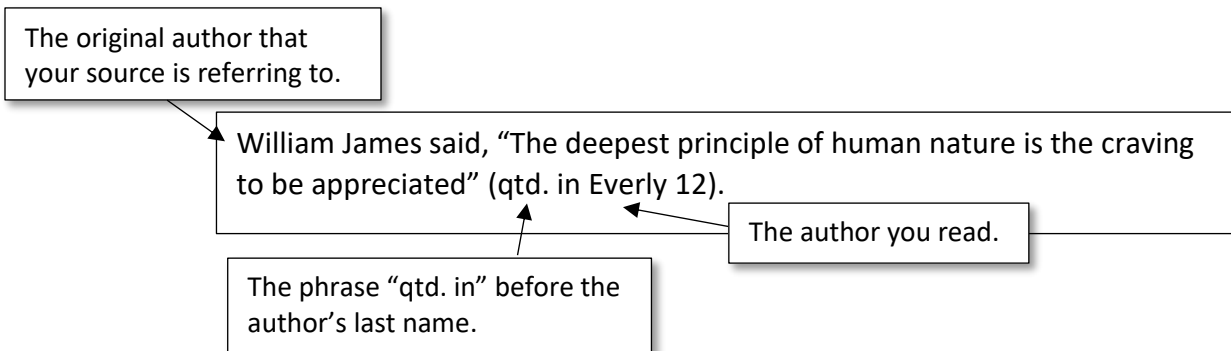 The original author that
your source is referring to.
William James said, “The deepest principle of human nature is the craving
to be appreciated” (qtd. in Everly 12).
The author you read.
The phrase “qtd. in” before the
author’s last name.